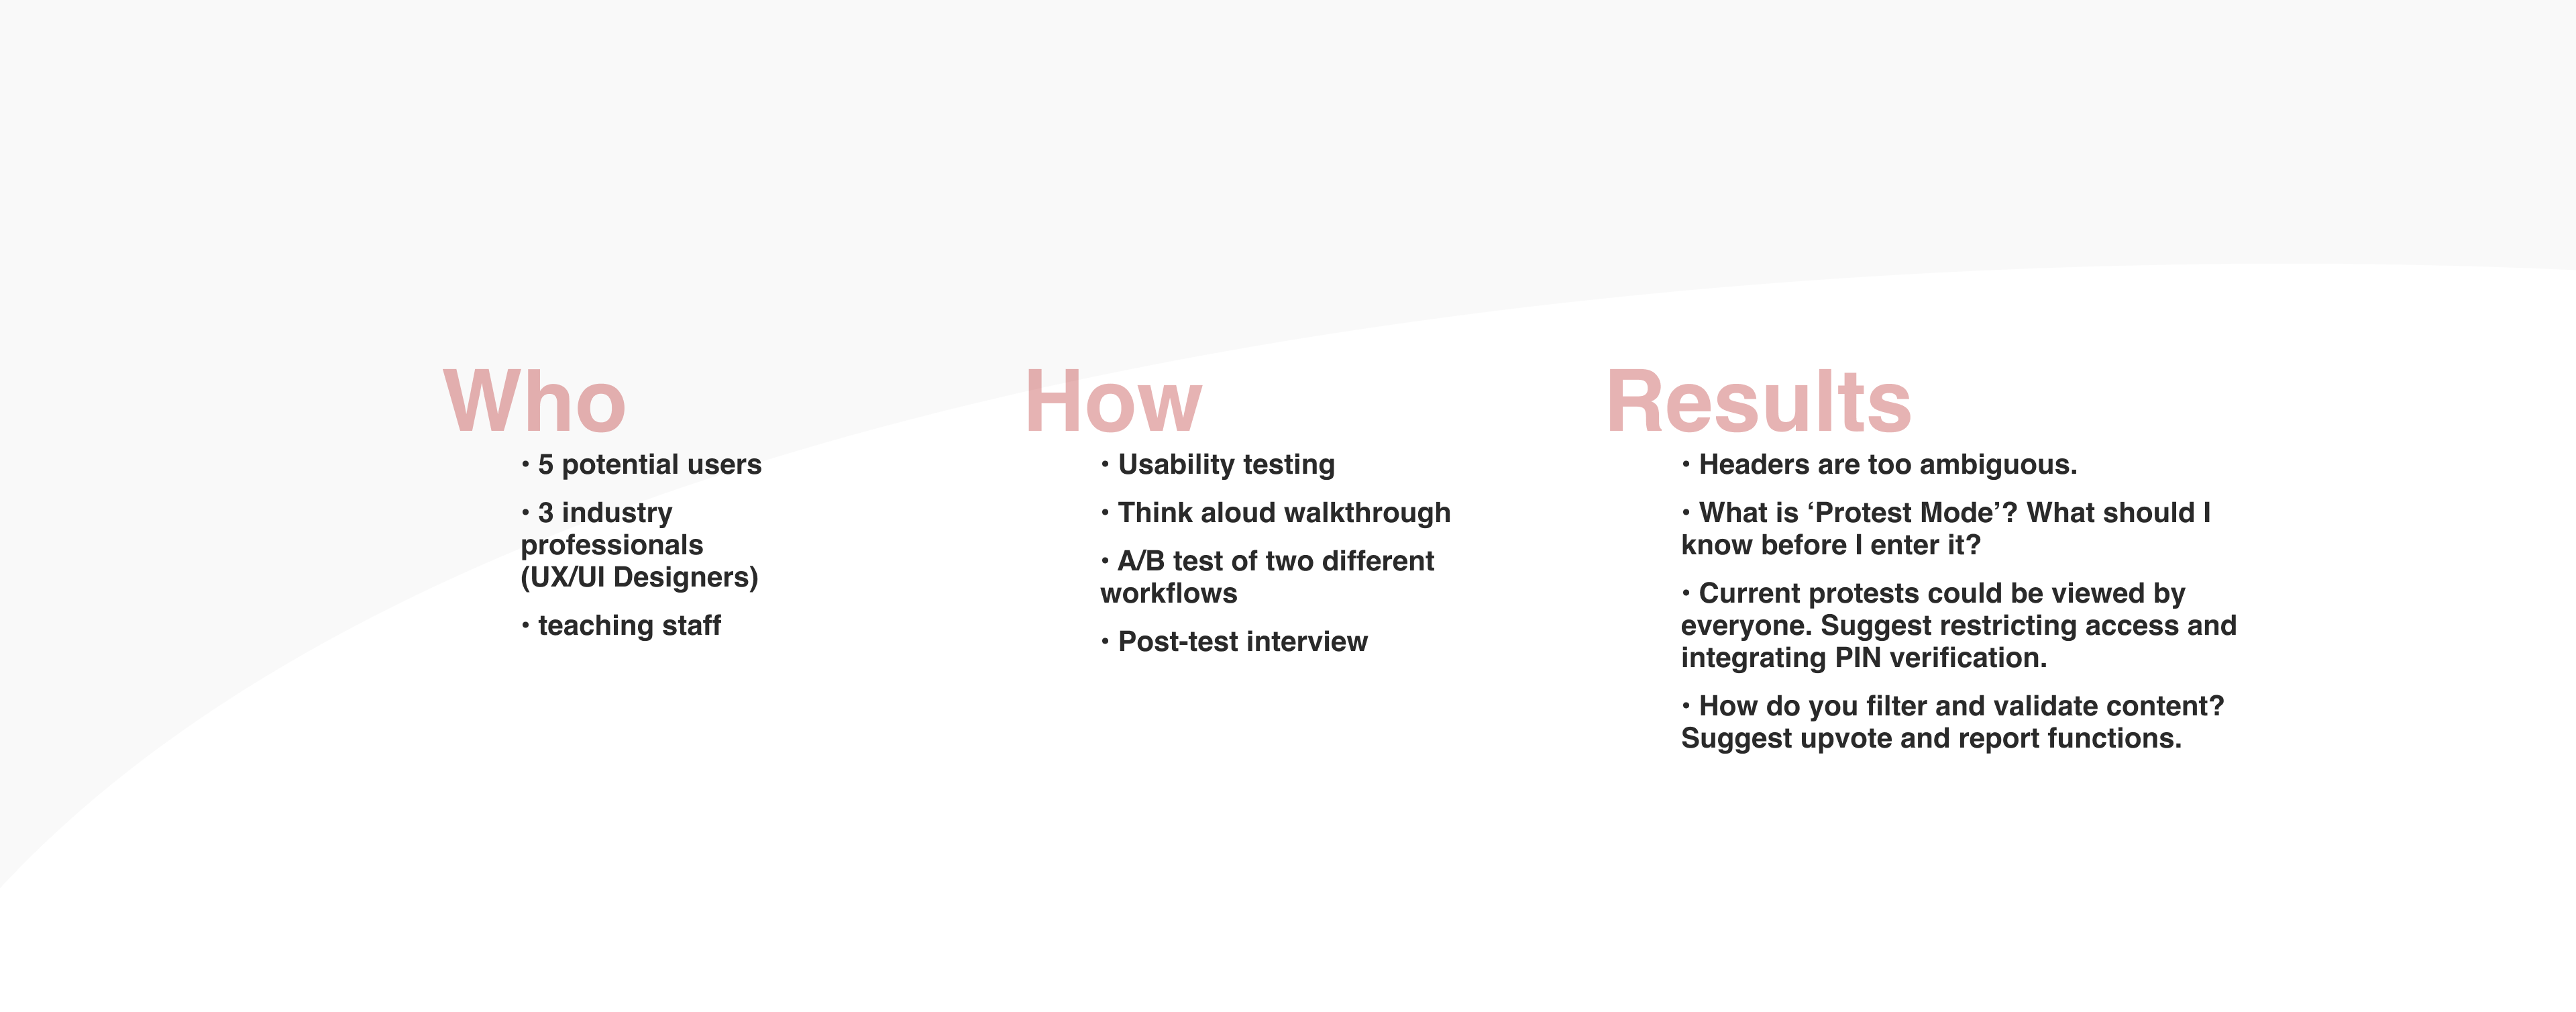 Who
• 5 potential users
• 3 industry
professionals
(UX/UI Designers)
• teaching staff
How
• Usability testing
• Think aloud walkthrough
• A/B test of two different
workflows
• Post-test interview
Results
• Headers are too ambiguous.
• What is ‘Protest Mode’? What should I
know before I enter it?
• Current protests could be viewed by
everyone. Suggest restricting access and
integrating PIN verification.
• How do you filter and validate content?
Suggest upvote and report functions.